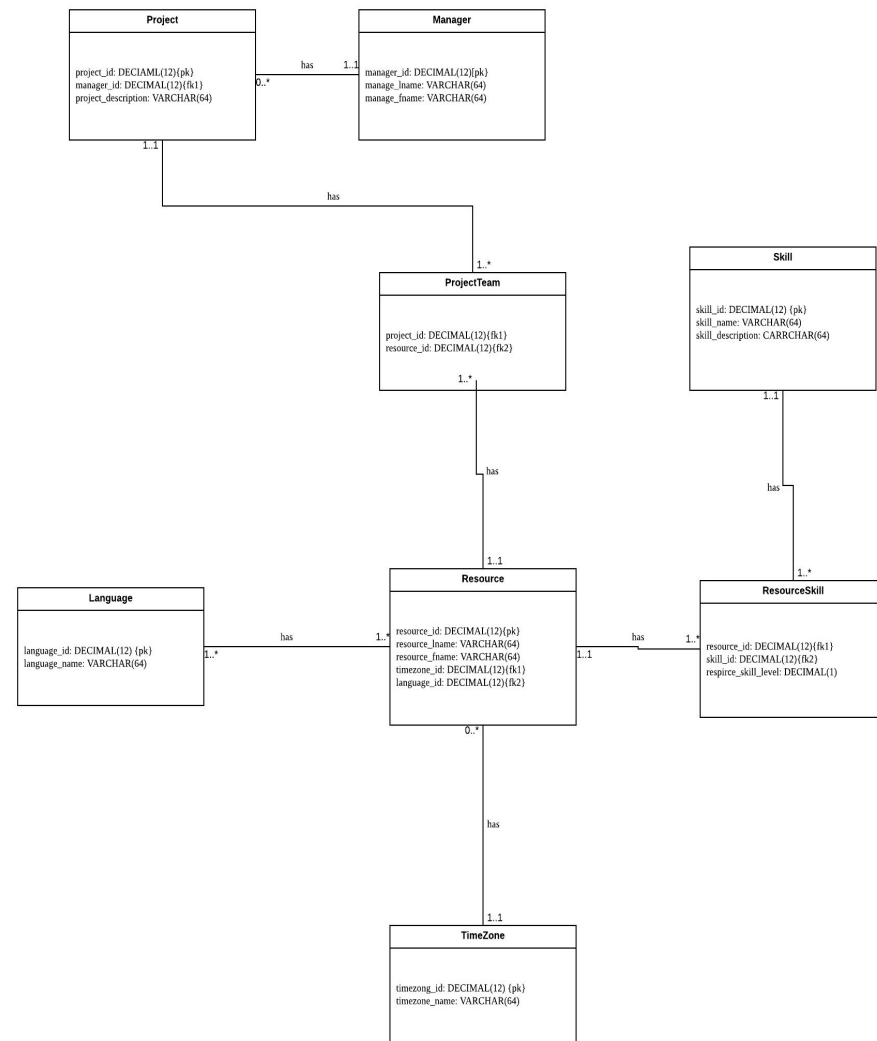 Project
project_id: DECIAML(12){pk}
manager_id: DECIMAL(12){fk1}
project_description: VARCHAR(64)
has
0..*
1..1
Manager
manager_id: DECIMAL(12)[pk}
manage_lname: VARCHAR(64)
manage_fname: VARCHAR(64)
1..1
has
1..*
ProjectTeam
project_id: DECIMAL(12){fk1}
resource_id: DECIMAL(12){fk2}
1..*
has
1..1
Skill
skill_id: DECIMAL(12) {pk}
skill_name: VARCHAR(64)
skill_description: CARRCHAR(64)
1..1
has
1..*
Language
language_id: DECIMAL(12) {pk}
language_name: VARCHAR(64)
1..*
has
1..*
Resource
resource_id: DECIMAL(12){pk}
resource_lname: VARCHAR(64)
resource_fname: VARCHAR(64)
timezone_id: DECIMAL(12){fk1}
language_id: DECIMAL(12){fk2}
1..1
has
1..*
ResourceSkill
resource_id: DECIMAL(12){fk1}
skill_id: DECIMAL(12){fk2}
respirce_skill_level: DECIMAL(1)
0..*
has
1..1
TimeZone
timezong_id: DECIMAL(12) {pk}
timezone_name: VARCHAR(64)